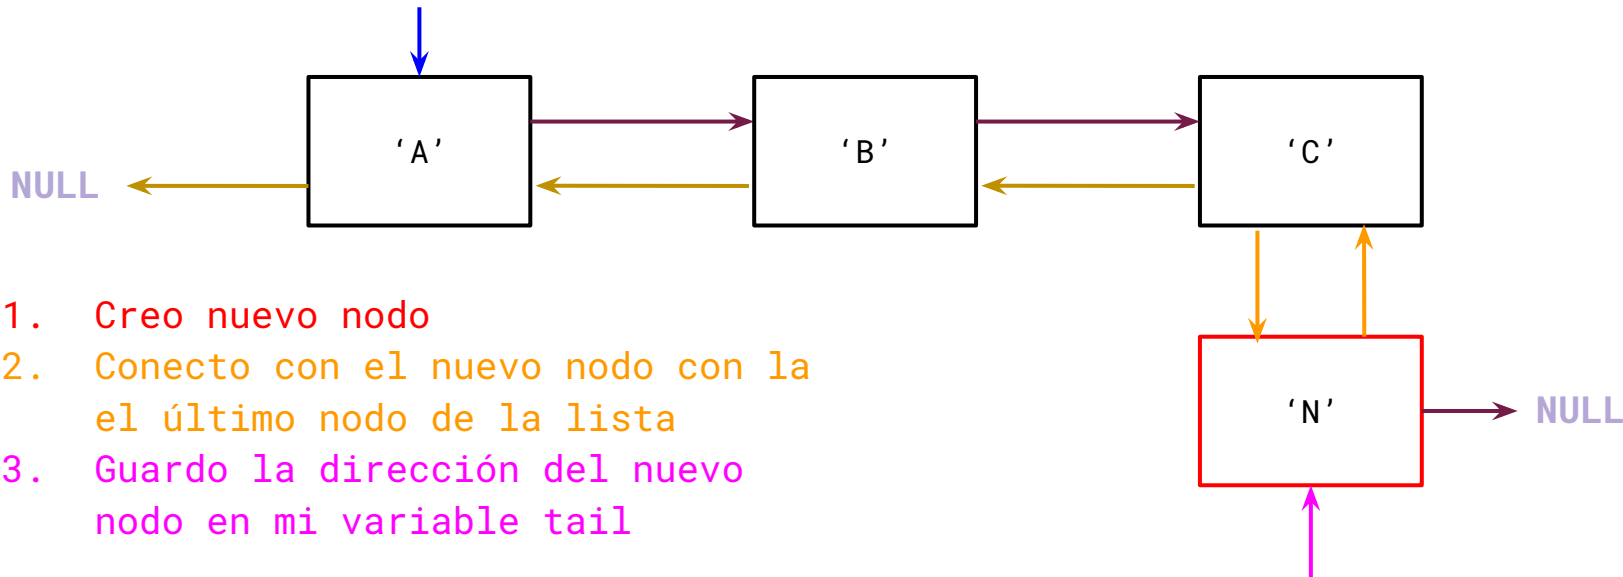 ‘A’
‘B’
‘C’
NULL
1. Creo nuevo nodo
2. Conecto con el nuevo nodo con la
el último nodo de la lista
3. Guardo la dirección del nuevo
nodo en mi variable tail
‘N’
NULL